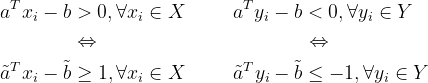 a^T x_i − b > 0, ∀x_i ∈ X a^T y_i − b < 0, ∀y_i ∈ Y
⇔ ⇔
ã^T x_i − b̃ ≥ 1, ∀x_i ∈ X ã^T y_i − b̃ ≤ −1, ∀y_i ∈ Y